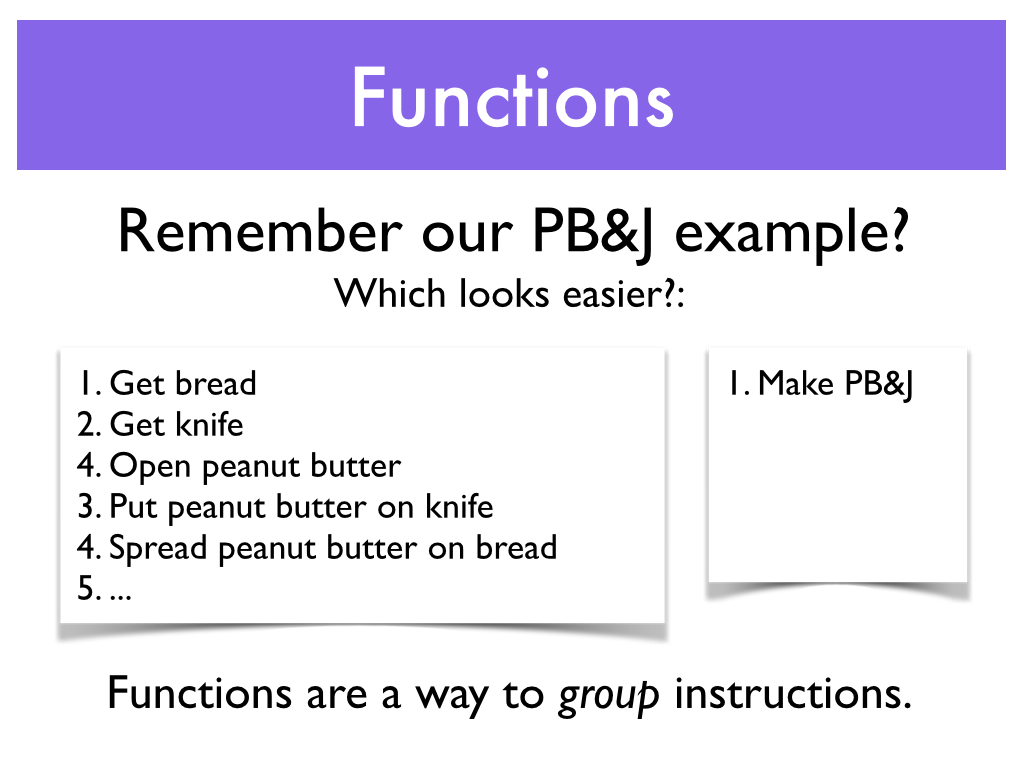 Functions
Remember our PB&J example?
Which looks easier?:
1. Get bread
2. Get knife
4. Open peanut butter
3. Put peanut butter on knife
4. Spread peanut butter on bread
5. ...
1. Make PB&J
Functions are a way to group instructions.